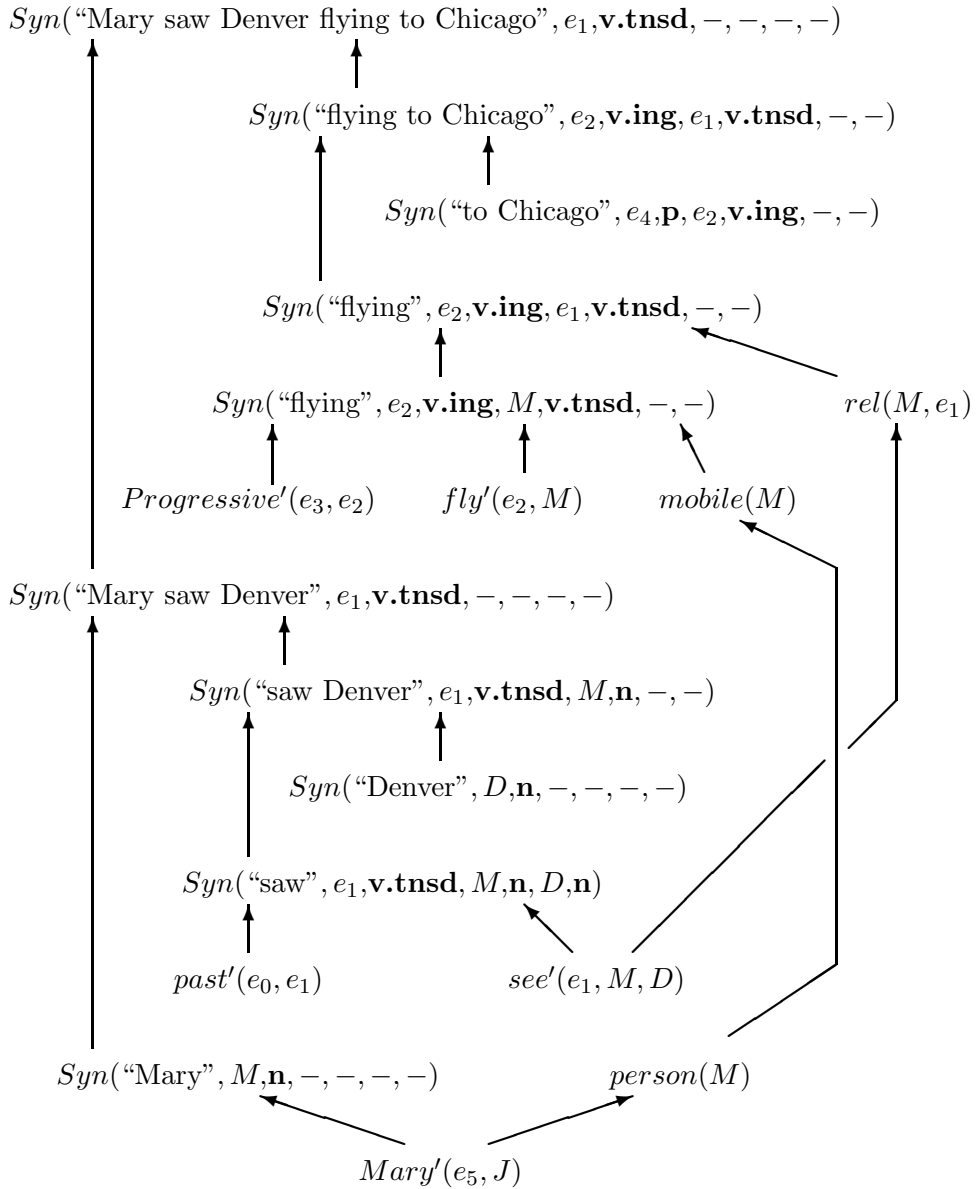 Syn(“Mary saw Denver flying to Chicago”, e₁,v.tnsd, −, −, −, −)
Syn(“flying to Chicago”, e₂,v.ing, e₁,v.tnsd, −, −)
Syn(“to Chicago”, e₄,p, e₂,v.ing, −, −)
Syn(“flying”, e₂,v.ing, e₁,v.tnsd, −, −)
Syn(“flying”, e₂,v.ing, M,v.tnsd, −, −) rel(M, e₁)
Progressive′(e₃, e₂) fly′(e₂, M) mobile(M)
Syn(“Mary saw Denver”, e₁,v.tnsd, −, −, −, −)
Syn(“saw Denver”, e₁,v.tnsd, M,n, −, −)
Syn(“Denver”, D,n, −, −, −, −)
Syn(“saw”, e₁,v.tnsd, M,n, D,n)
past′(e₀, e₁) see′(e₁, M, D)
Syn(“Mary”, M,n, −, −, −, −) person(M)
Mary′(e₅, J)